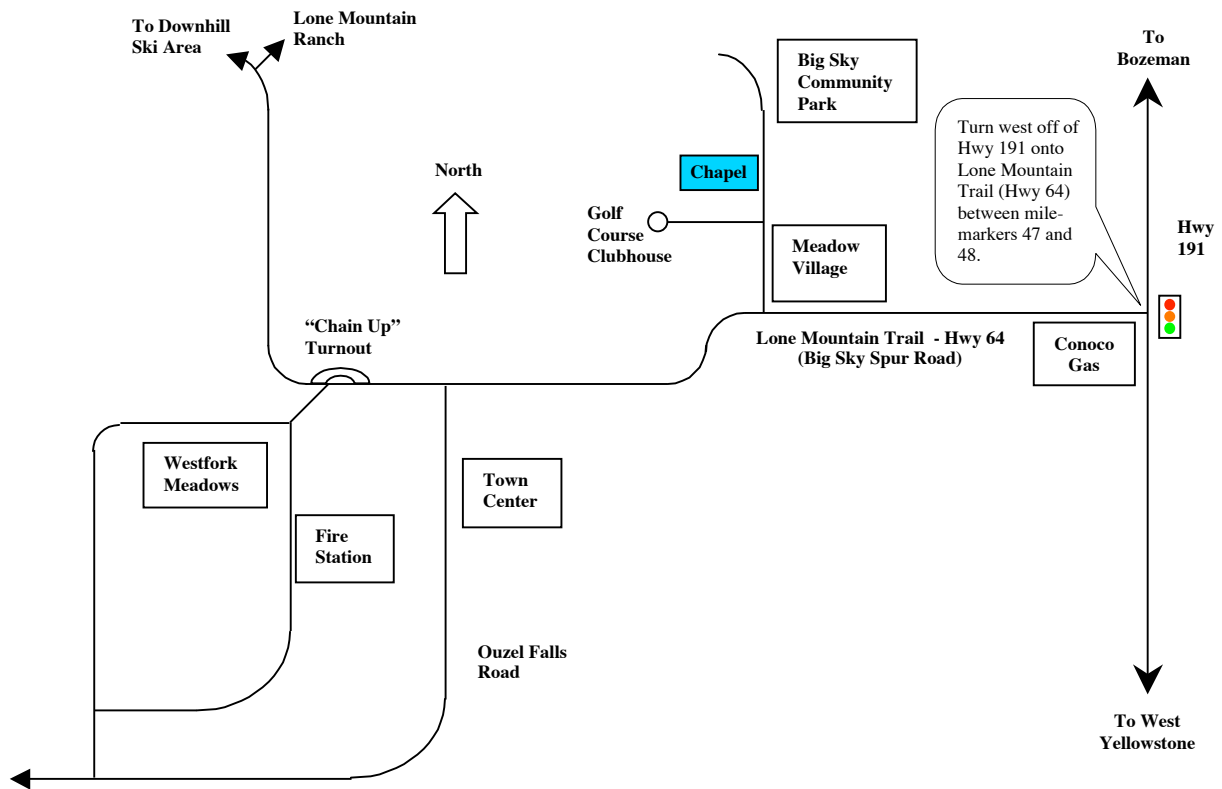 To Downhill
Ski Area
Lone Mountain
Ranch
Big Sky
Community
Park
To
Bozeman
Turn west off of
Hwy 191 onto
Lone Mountain
Trail (Hwy 64)
between mile-
markers 47 and
48.
North
Chapel
Golf
Course
Clubhouse
Meadow
Village
Hwy
191
“Chain Up”
Turnout
Lone Mountain Trail - Hwy 64
(Big Sky Spur Road)
Conoco
Gas
Westfork
Meadows
Town
Center
Fire
Station
Ouzel Falls
Road
To West
Yellowstone